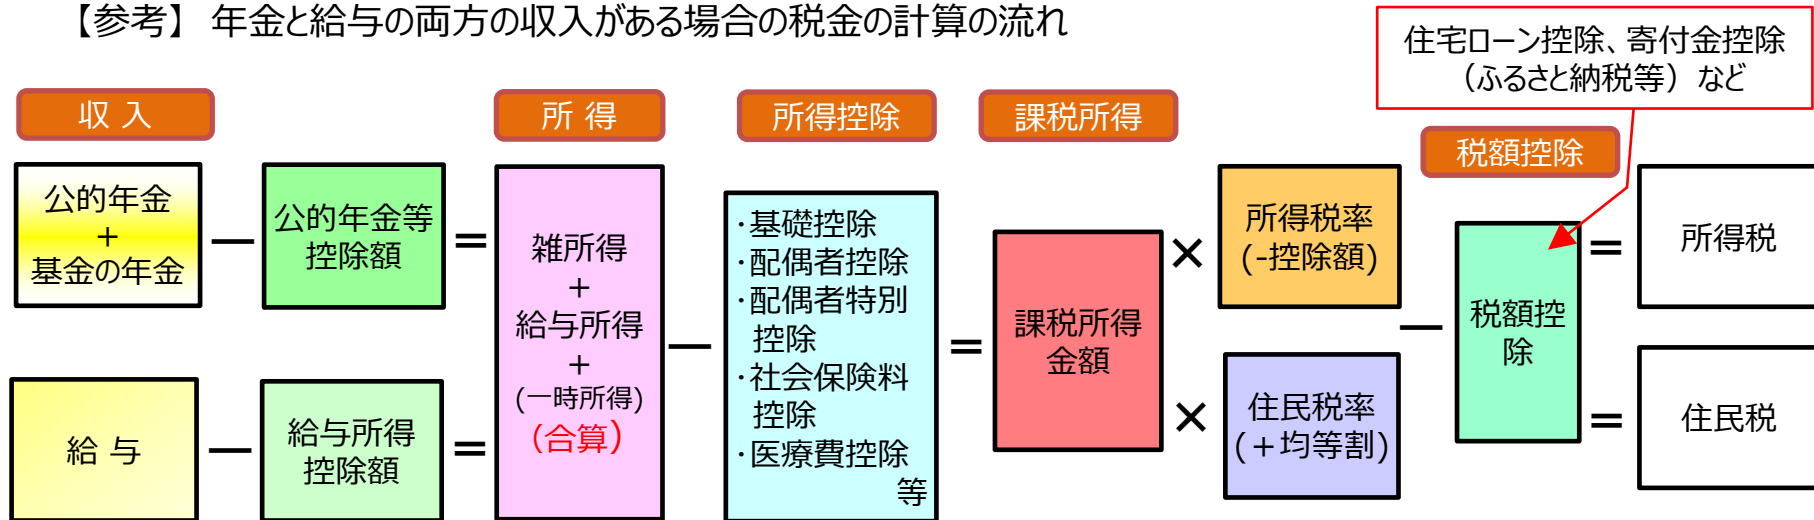 【参考】 年金と給与の両方の収入がある場合の税金の計算の流れ
住宅ローン控除、寄付金控除
（ふるさと納税等）など
収 入
所 得
所得控除
課税所得
税額控除
公的年金
+
基金の年金
―
公的年金等
控除額
=
給 与
―
給与所得
控除額
=
雑所得
+
給与所得
+
(一時所得)
(合算)
―
・基礎控除
・配偶者控除
・配偶者特別
控除
・社会保険料
控除
・医療費控除
等
=
課税所得
金額
×
所得税率
(-控除額)
×
住民税率
(＋均等割)
―
税額控
除
=
所得税
=
住民税